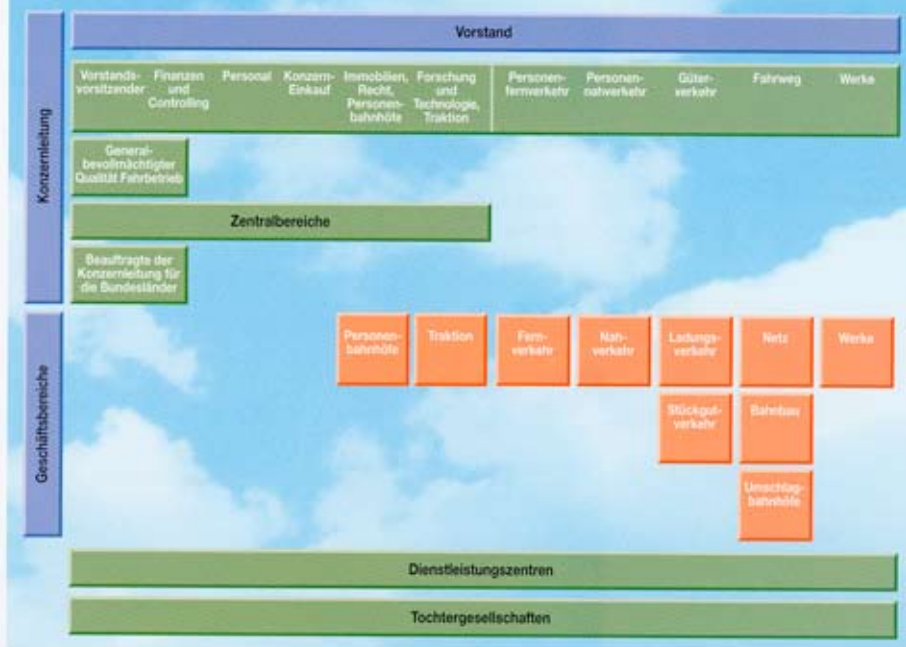 Konzernleitung
Vorstand
Vorstands-
vorsitzender
Finanzen
und
Controlling
Personal
Konzern-
Einkauf
Immobilien,
Recht,
Personen-
bahnhöfe
Forschung
und
Technologie,
Traktion
Personen-
fernverkehr
Personen-
nahverkehr
Güter-
verkehr
Fahrweg
Werke
General-
bevollmächtigter
Qualität Fahrbetrieb
Zentralbereiche
Beauftragte der
Konzernleitung für
die Bundesländer
Geschäftsbereiche
Personen-
bahnhöfe
Traktion
Fern-
verkehr
Nah-
verkehr
Ladungs-
verkehr
Netz
Werke
Stückgut-
verkehr
Bahnbau
Umschlag-
bahnhöfe
Dienstleistungszentren
Tochtergesellschaften